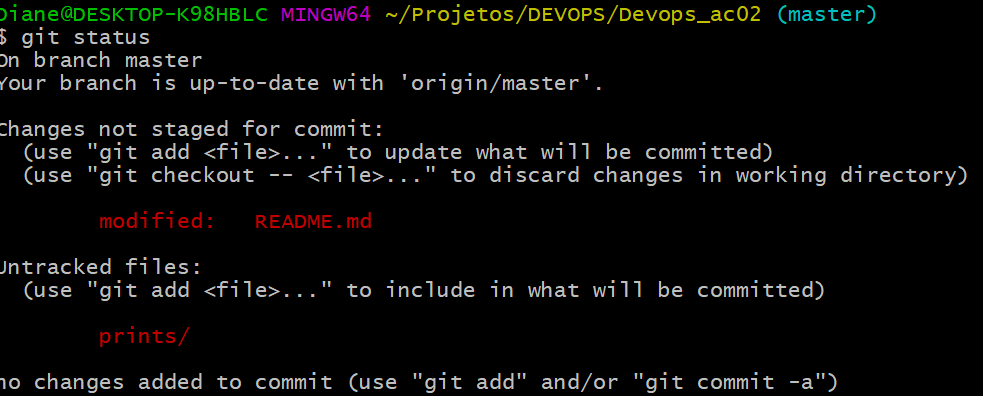 Diane@DESKTOP-K98HBLC MINGW64 ~/Projetos/DEVOPS/Devops_ac02 (master)
$ git status
On branch master
Your branch is up-to-date with 'origin/master'.
Changes not staged for commit:
  (use "git add <file>..." to update what will be committed)
  (use "git checkout -- <file>..." to discard changes in working directory)
        modified:   README.md
Untracked files:
  (use "git add <file>..." to include in what will be committed)
        prints/
no changes added to commit (use "git add" and/or "git commit -a")